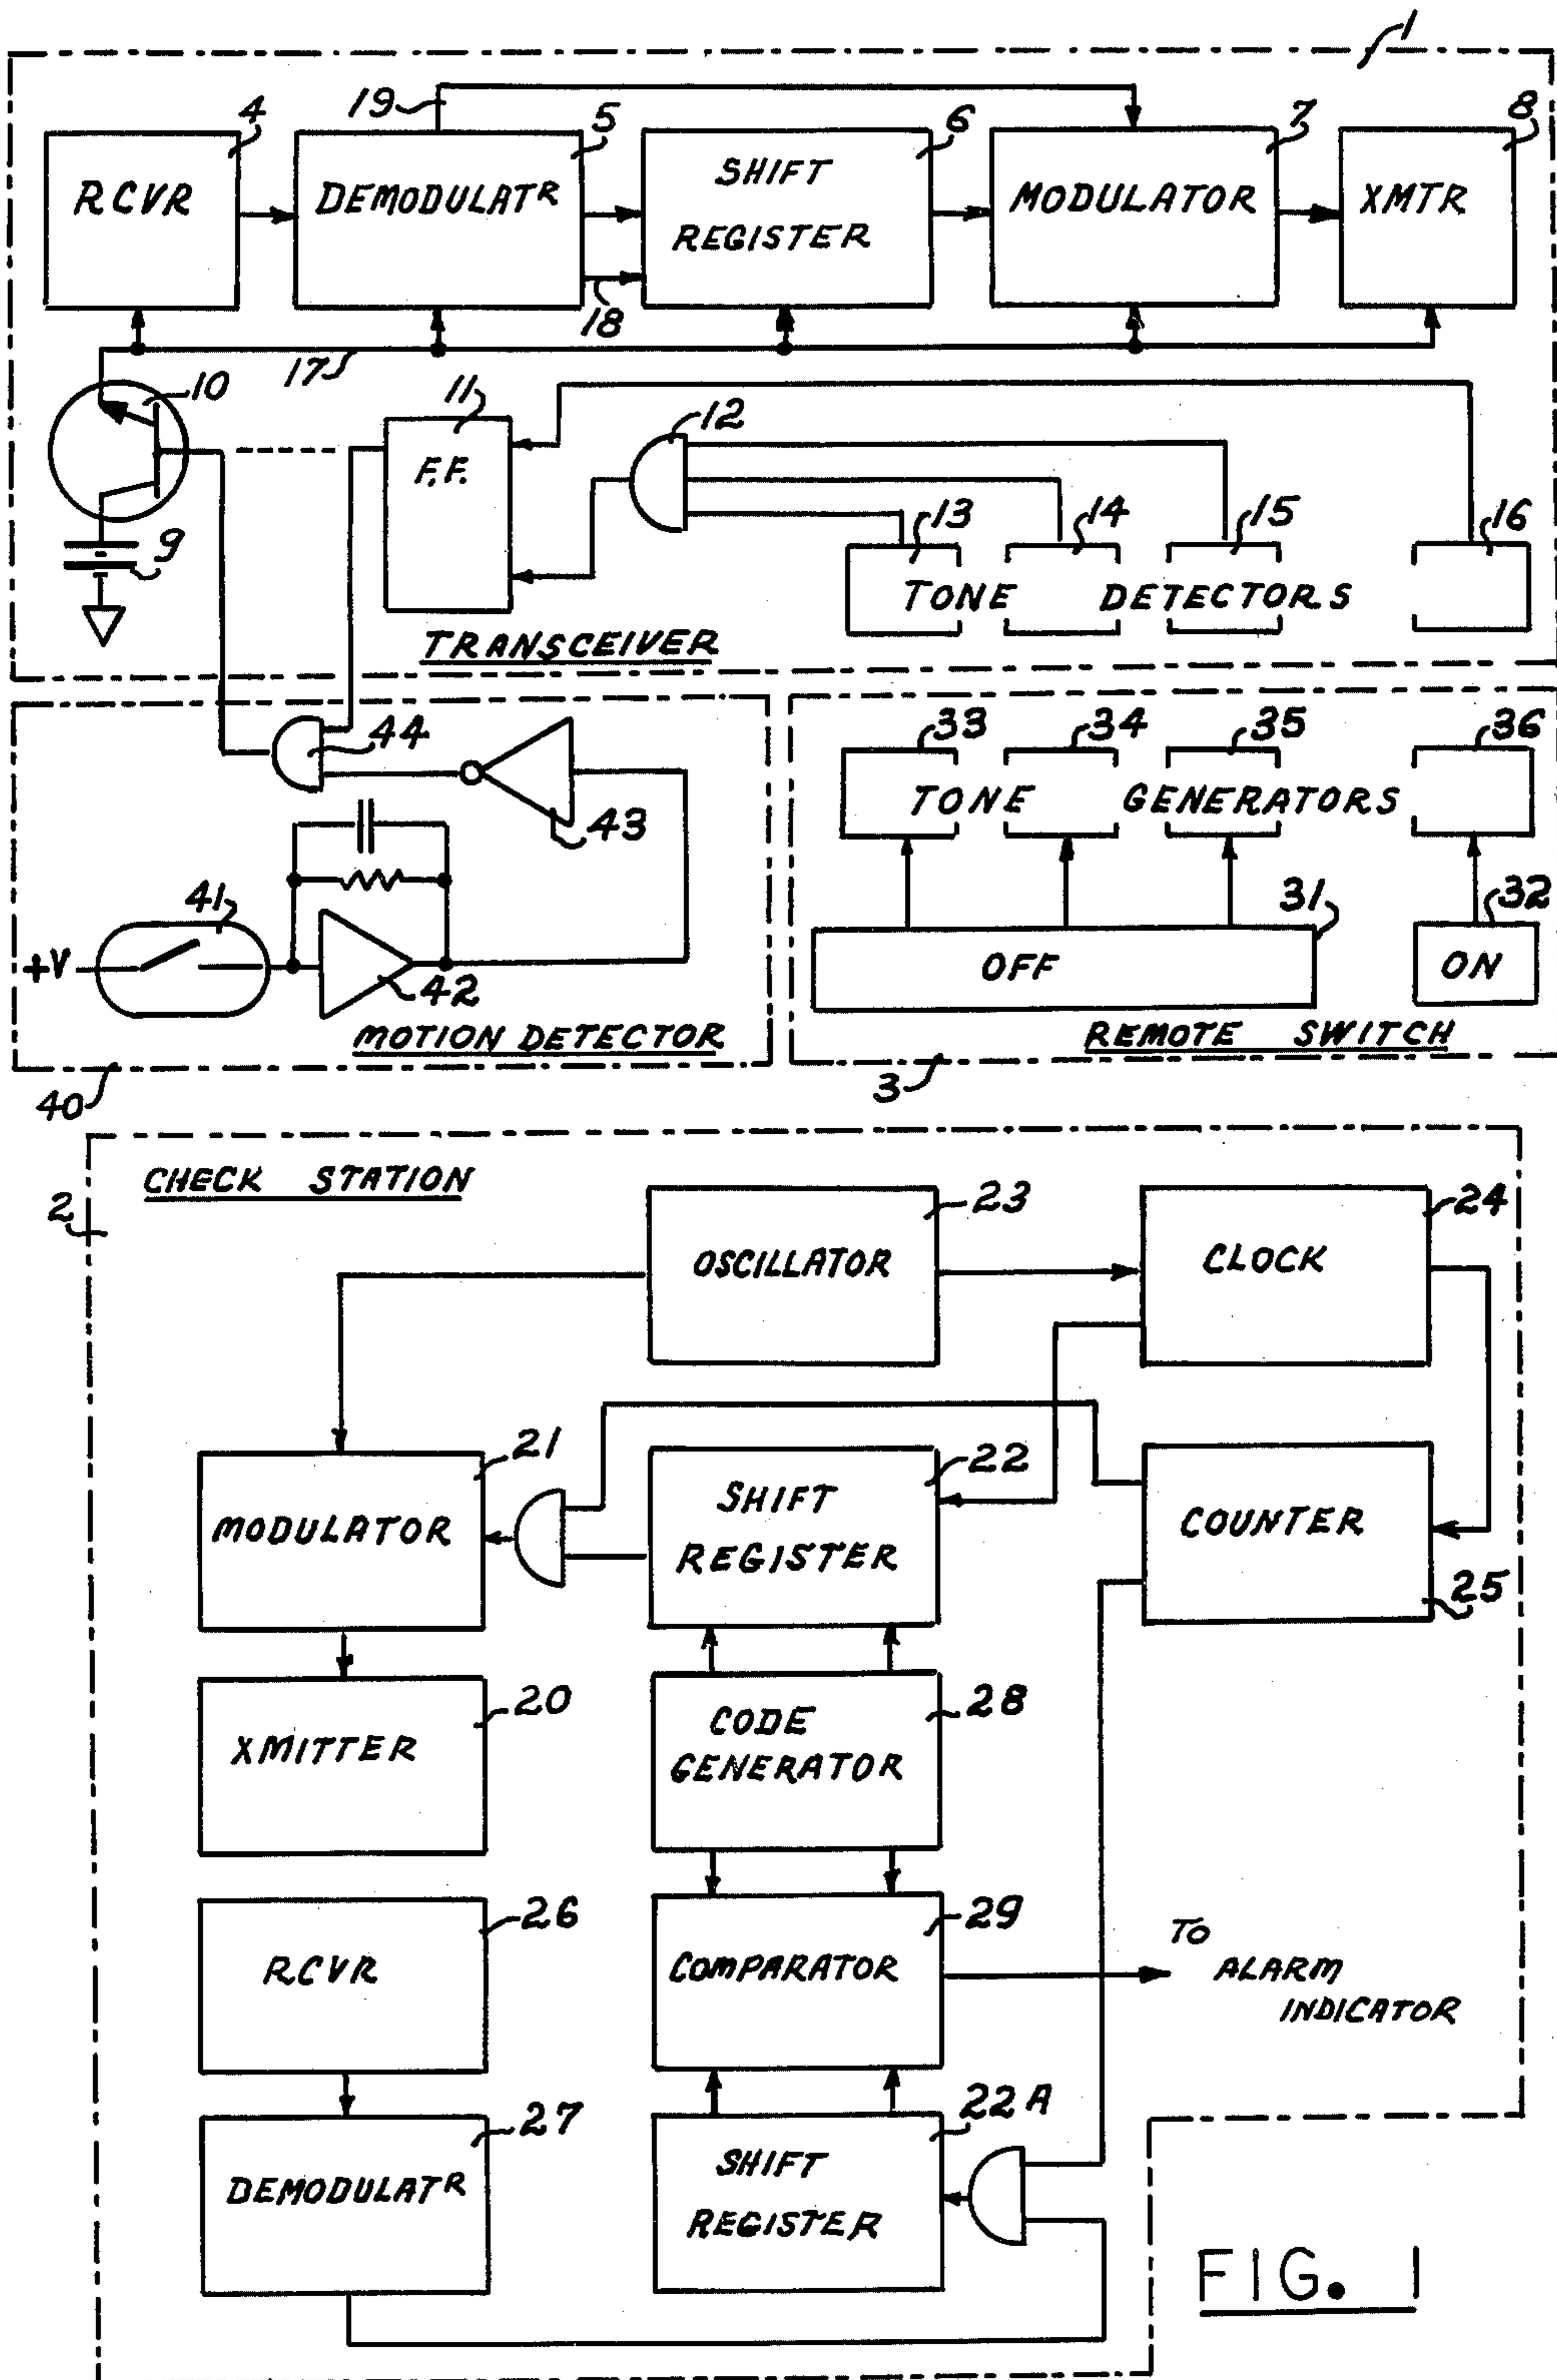 1
19
4
5
6
7
8
RCVR
DEMODULATR
SHIFT
REGISTER
MODULATOR
XMTR
18
17
10
11
12
F.F.
9
13
14
15
16
TONE DETECTORS
TRANSCEIVER
44
43
41
+V
42
MOTION DETECTOR
40
33
34
35
36
TONE GENERATORS
31
32
OFF
ON
REMOTE SWITCH
3
CHECK STATION
2
23
24
OSCILLATOR
CLOCK
21
22
MODULATOR
SHIFT
REGISTER
COUNTER
25
20
28
XMITTER
CODE
GENERATOR
26
29
RCVR
COMPARATOR
TO
ALARM
INDICATOR
27
22A
DEMODULATR
SHIFT
REGISTER
FIG. 1